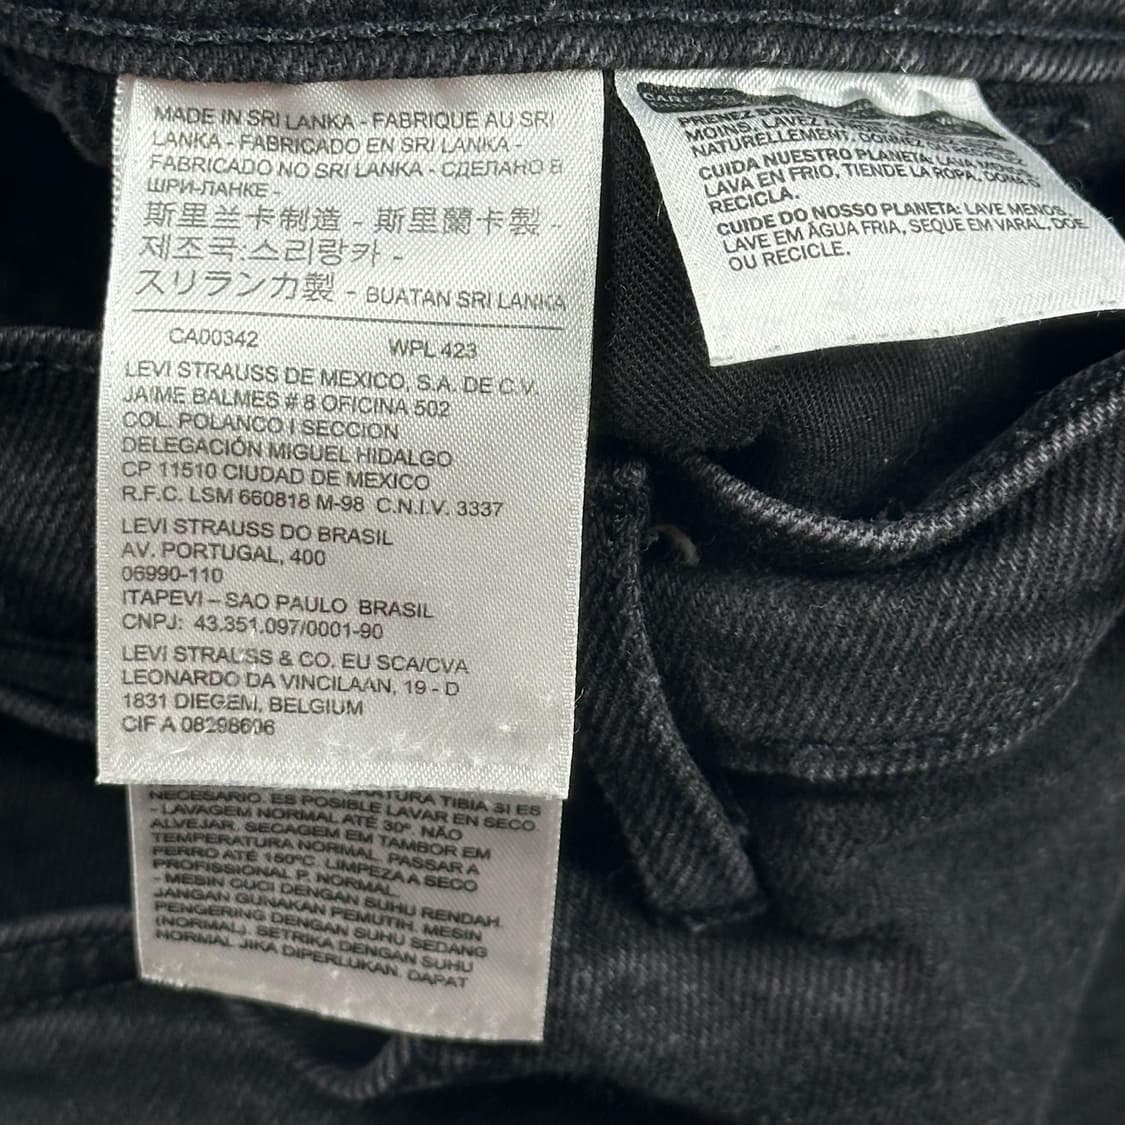 MADE IN SRI LANKA - FABRIQUE AU SRI
LANKA - FABRICADO EN SRI LANKA -
FABRICADO NO SRI LANKA - СДЕЛАНО В
ШРИ-ЛАНКЕ -
斯里兰卡制造 - 斯里蘭卡製 -
제조국:스리랑카 -
スリランカ製 - BUATAN SRI LANKA
CA00342 WPL 423
LEVI STRAUSS DE MEXICO, S.A. DE C.V.
JAIME BALMES # 8 OFICINA 502
COL. POLANCO I SECCION
DELEGACIÓN MIGUEL HIDALGO
CP 11510 CIUDAD DE MEXICO
R.F.C. LSM 660818 M-98 C.N.I.V. 3337
LEVI STRAUSS DO BRASIL
AV. PORTUGAL, 400
06990-110
ITAPEVI – SAO PAULO BRASIL
CNPJ: 43.351.097/0001-90
LEVI STRAUSS & CO. EU SCA/CVA
LEONARDO DA VINCILAAN, 19 - D
1831 DIEGEM, BELGIUM
CIF A 08298606
TIBIA SI ES
NECESARIO. ES POSIBLE LAVAR EN SECO
- LAVAGEM NORMAL ATÉ 30º. NÃO
ALVEJAR. SECAGEM EM TAMBOR EM
TEMPERATURA NORMAL. PASSAR A
FERRO ATÉ 150ºC. LIMPEZA A SECO
PROFISSIONAL P. NORMAL.
- MESIN CUCI DENGAN SUHU RENDAH.
JANGAN GUNAKAN PEMUTIH. MESIN
PENGERING DENGAN SUHU SEDANG
(NORMAL). SETRIKA DENGAN SUHU
NORMAL JIKA DIPERLUKAN. DAPAT
PRENEZ
MOINS. LAVEZ
NATURELLEMENT. DONNEZ
CUIDA NUESTRO PLANETA: LAVA MENOS,
LAVA EN FRIO, TIENDE LA ROPA, DONA O
RECICLA.
CUIDE DO NOSSO PLANETA: LAVE MENOS,
LAVE EM ÁGUA FRIA, SEQUE EM VARAL, DOE
OU RECICLE.